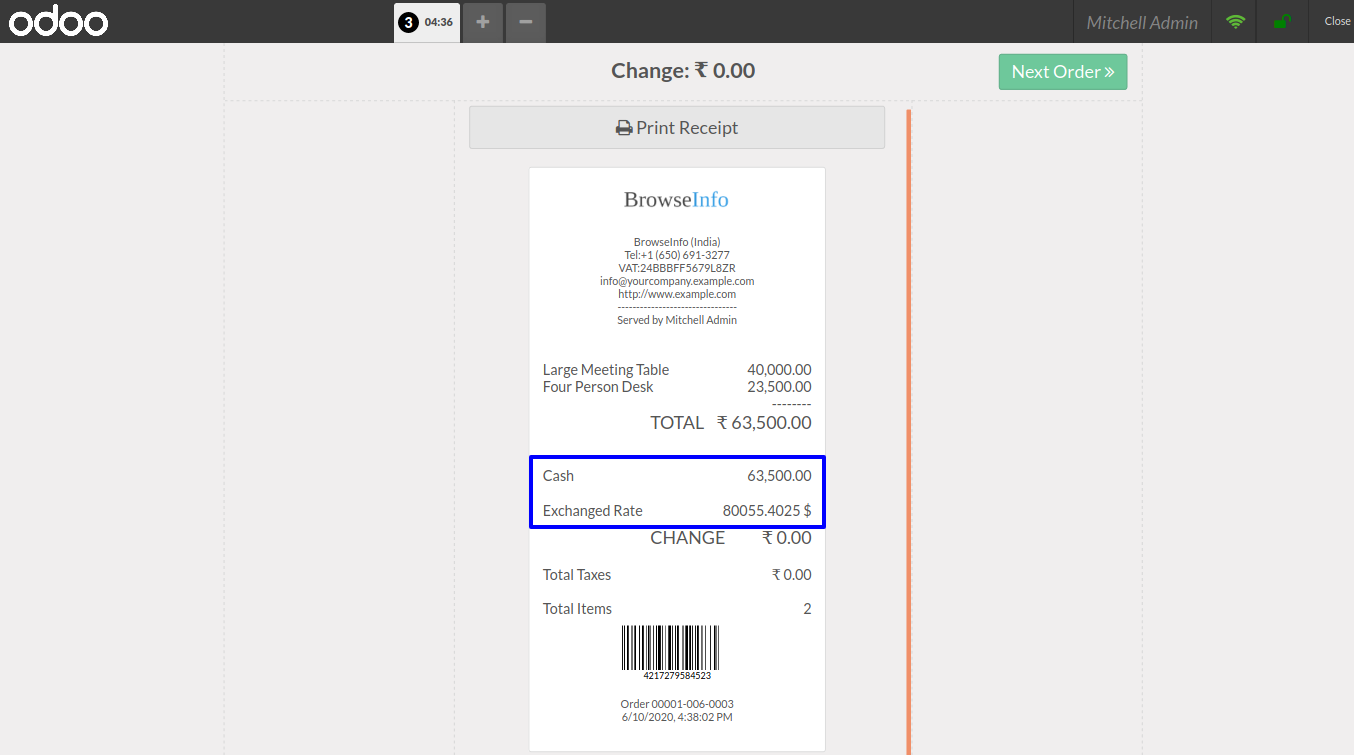 odoo
3 04:36 + −
Mitchell Admin
Close
Change: ₹ 0.00
Next Order »
Print Receipt
BrowseInfo
BrowseInfo (India)
Tel:+1 (650) 691-3277
VAT:24BBBFF5679L8ZR
info@yourcompany.example.com
http://www.example.com
--------------------------------
Served by Mitchell Admin
Large Meeting Table 40,000.00
Four Person Desk 23,500.00
--------
TOTAL ₹ 63,500.00
Cash 63,500.00
Exchanged Rate 80055.4025 $
CHANGE ₹ 0.00
Total Taxes ₹ 0.00
Total Items 2
4217279584523
Order 00001-006-0003
6/10/2020, 4:38:02 PM